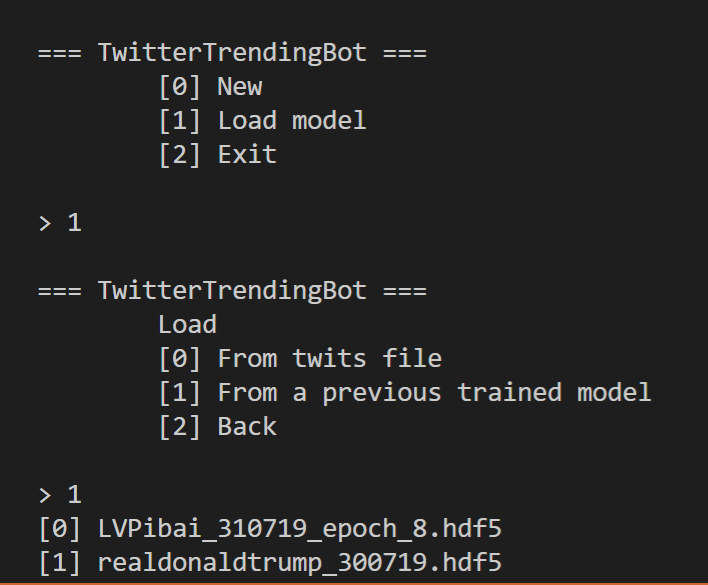 === TwitterTrendingBot ===
[0] New
[1] Load model
[2] Exit
> 1
=== TwitterTrendingBot ===
Load
[0] From twits file
[1] From a previous trained model
[2] Back
> 1
[0] LVPibai_310719_epoch_8.hdf5
[1] realdonaldtrump_300719.hdf5